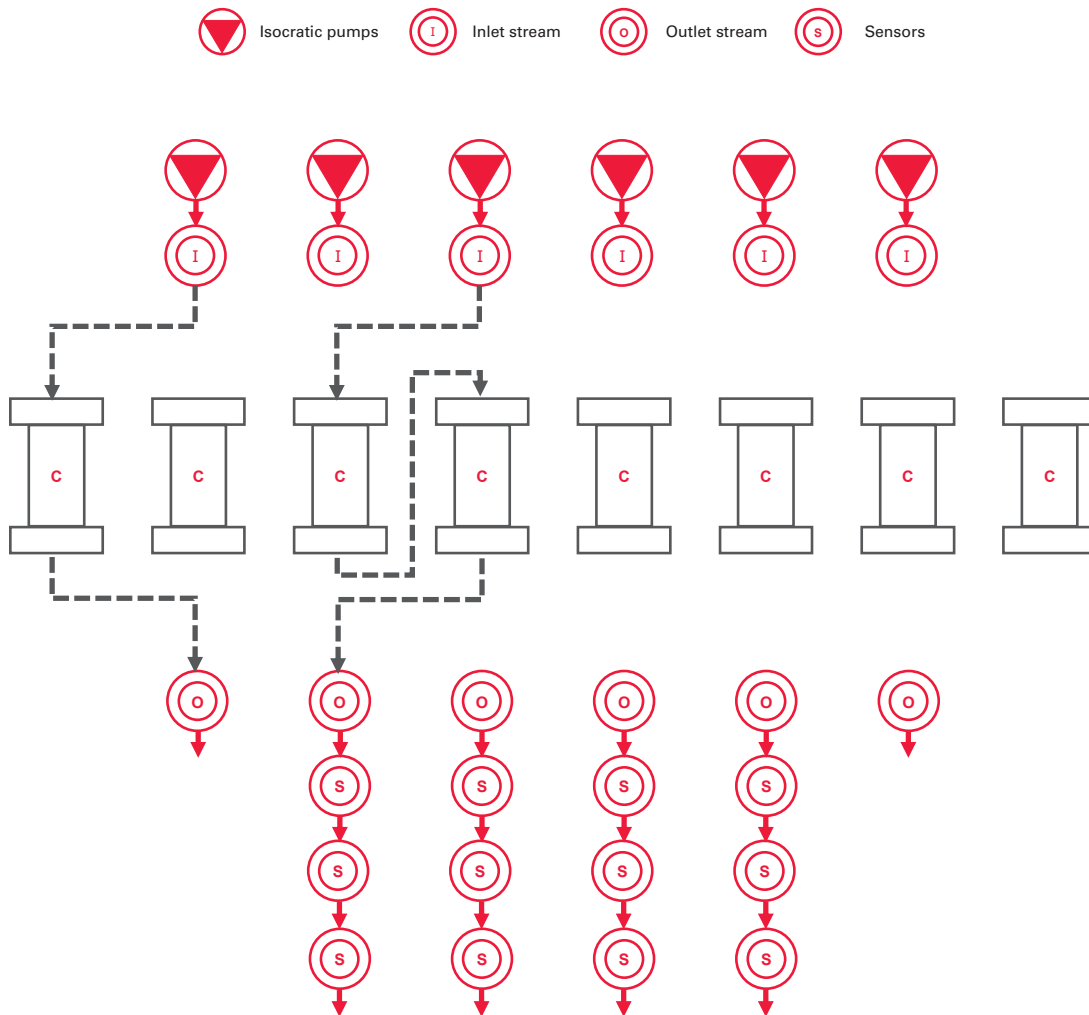 I Isocratic pumps I Inlet stream O Outlet stream S Sensors
I I I I I I
C C C C C C C C
O O O O O O
S S S S
S S S S
S S S S